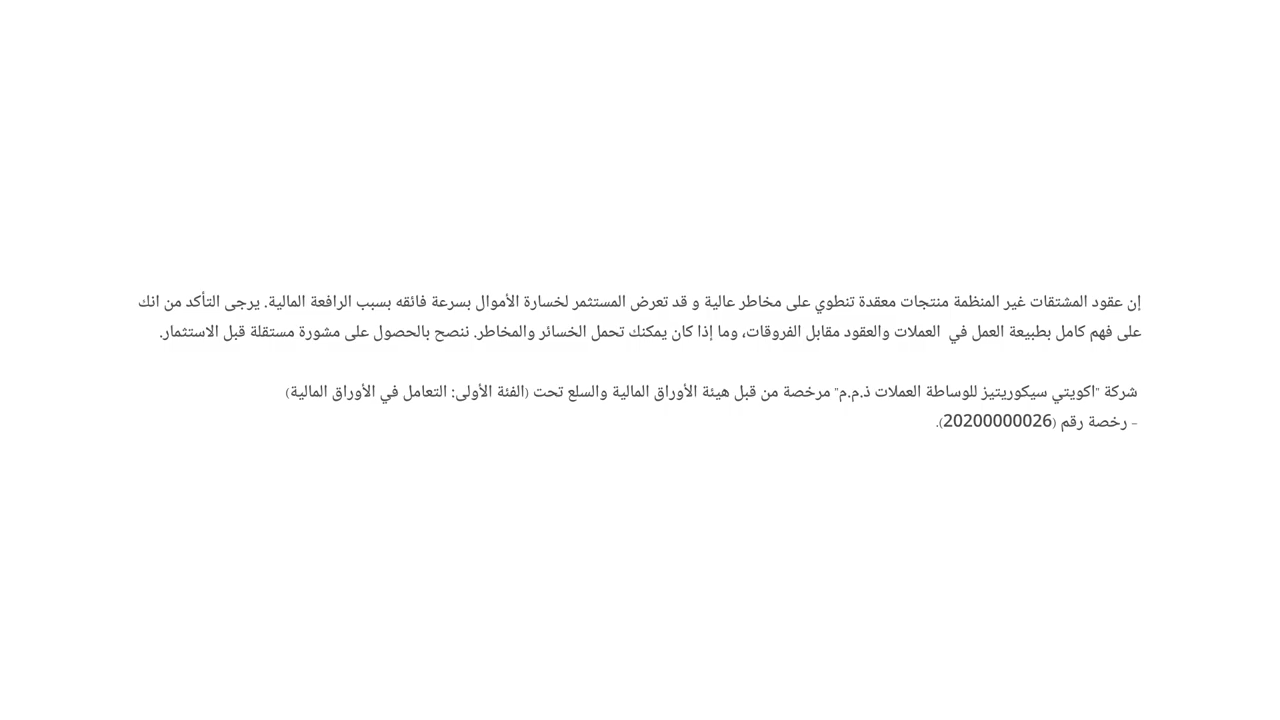 إن عقود المشتقات غير المنظمة منتجات معقدة تنطوي على مخاطر عالية و قد تعرض المستثمر لخسارة الأموال بسرعة فائقه بسبب الرافعة المالية. يرجى التأكد من انك
على فهم كامل بطبيعة العمل في العملات والعقود مقابل الفروقات، وما إذا كان يمكنك تحمل الخسائر والمخاطر. ننصح بالحصول على مشورة مستقلة قبل الاستثمار.
شركة "اكويتي سيكوريتيز للوساطة العملات ذ.م.م" مرخصة من قبل هيئة الأوراق المالية والسلع تحت (الفئة الأولى: التعامل في الأوراق المالية)
- رخصة رقم (20200000026).